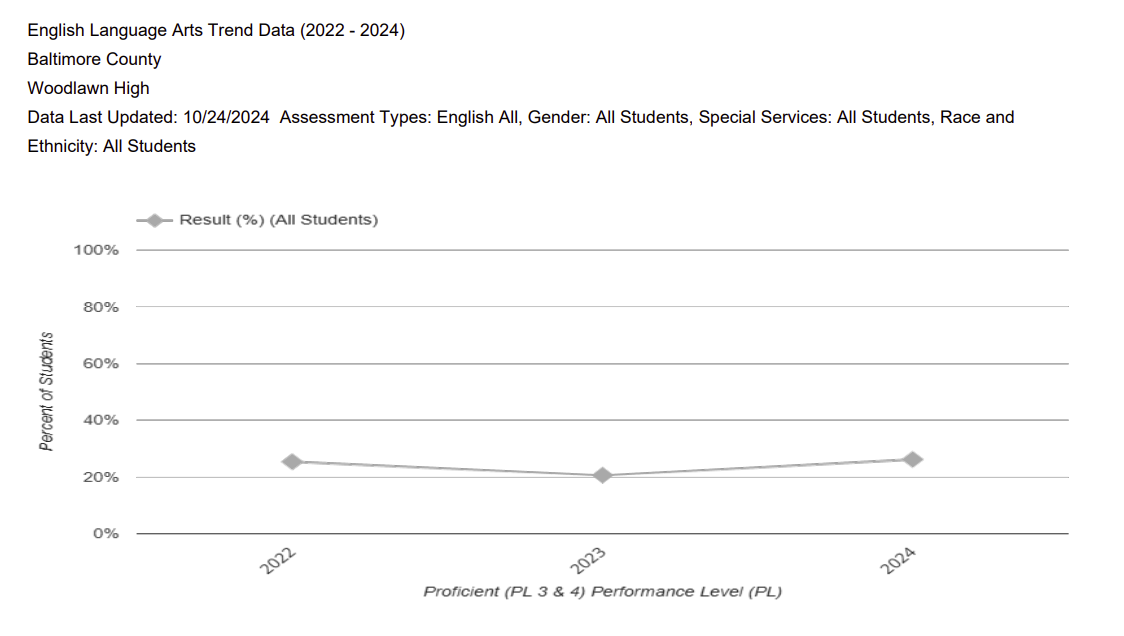 English Language Arts Trend Data (2022 - 2024)
Baltimore County
Woodlawn High
Data Last Updated: 10/24/2024  Assessment Types: English All, Gender: All Students, Special Services: All Students, Race and
Ethnicity: All Students
Result (%) (All Students)
100%
80%
60%
40%
20%
0%
Percent of Students
2022
2023
2024
Proficient (PL 3 & 4) Performance Level (PL)